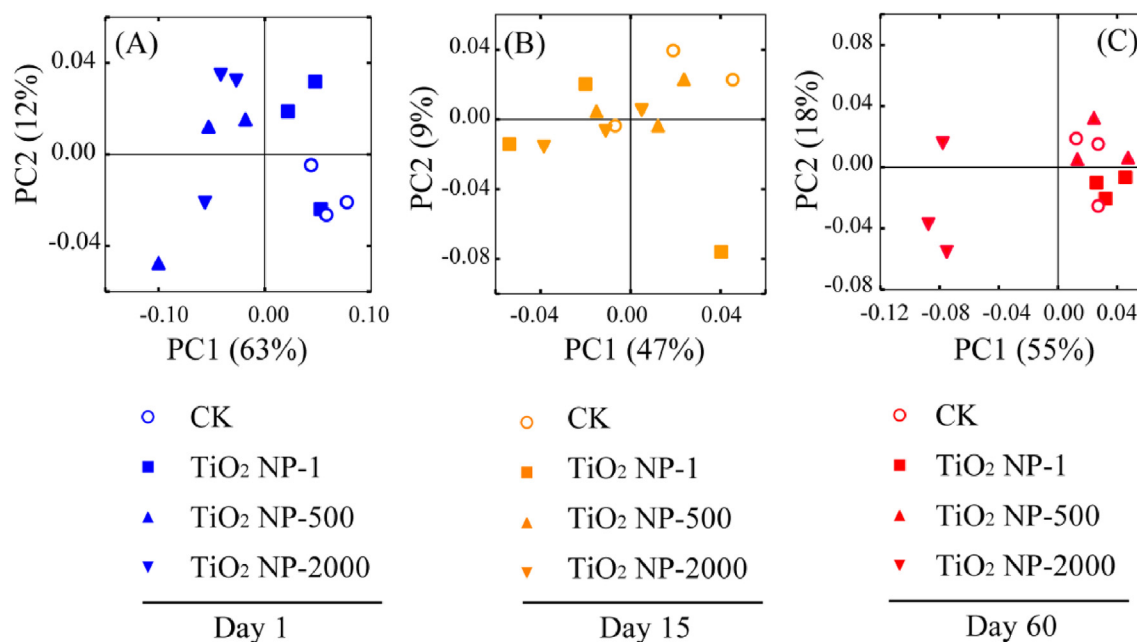 (A)
PC2 (12%)
0.04
0.00
-0.04
-0.10 0.00 0.10
PC1 (63%)
(B)
PC2 (9%)
0.04
0.00
-0.04
-0.08
-0.04 0.00 0.04
PC1 (47%)
(C)
PC2 (18%)
0.08
0.04
0.00
-0.04
-0.08
-0.12 -0.08 -0.04 0.00 0.04
PC1 (55%)
CK
TiO2 NP-1
TiO2 NP-500
TiO2 NP-2000
Day 1
CK
TiO2 NP-1
TiO2 NP-500
TiO2 NP-2000
Day 15
CK
TiO2 NP-1
TiO2 NP-500
TiO2 NP-2000
Day 60